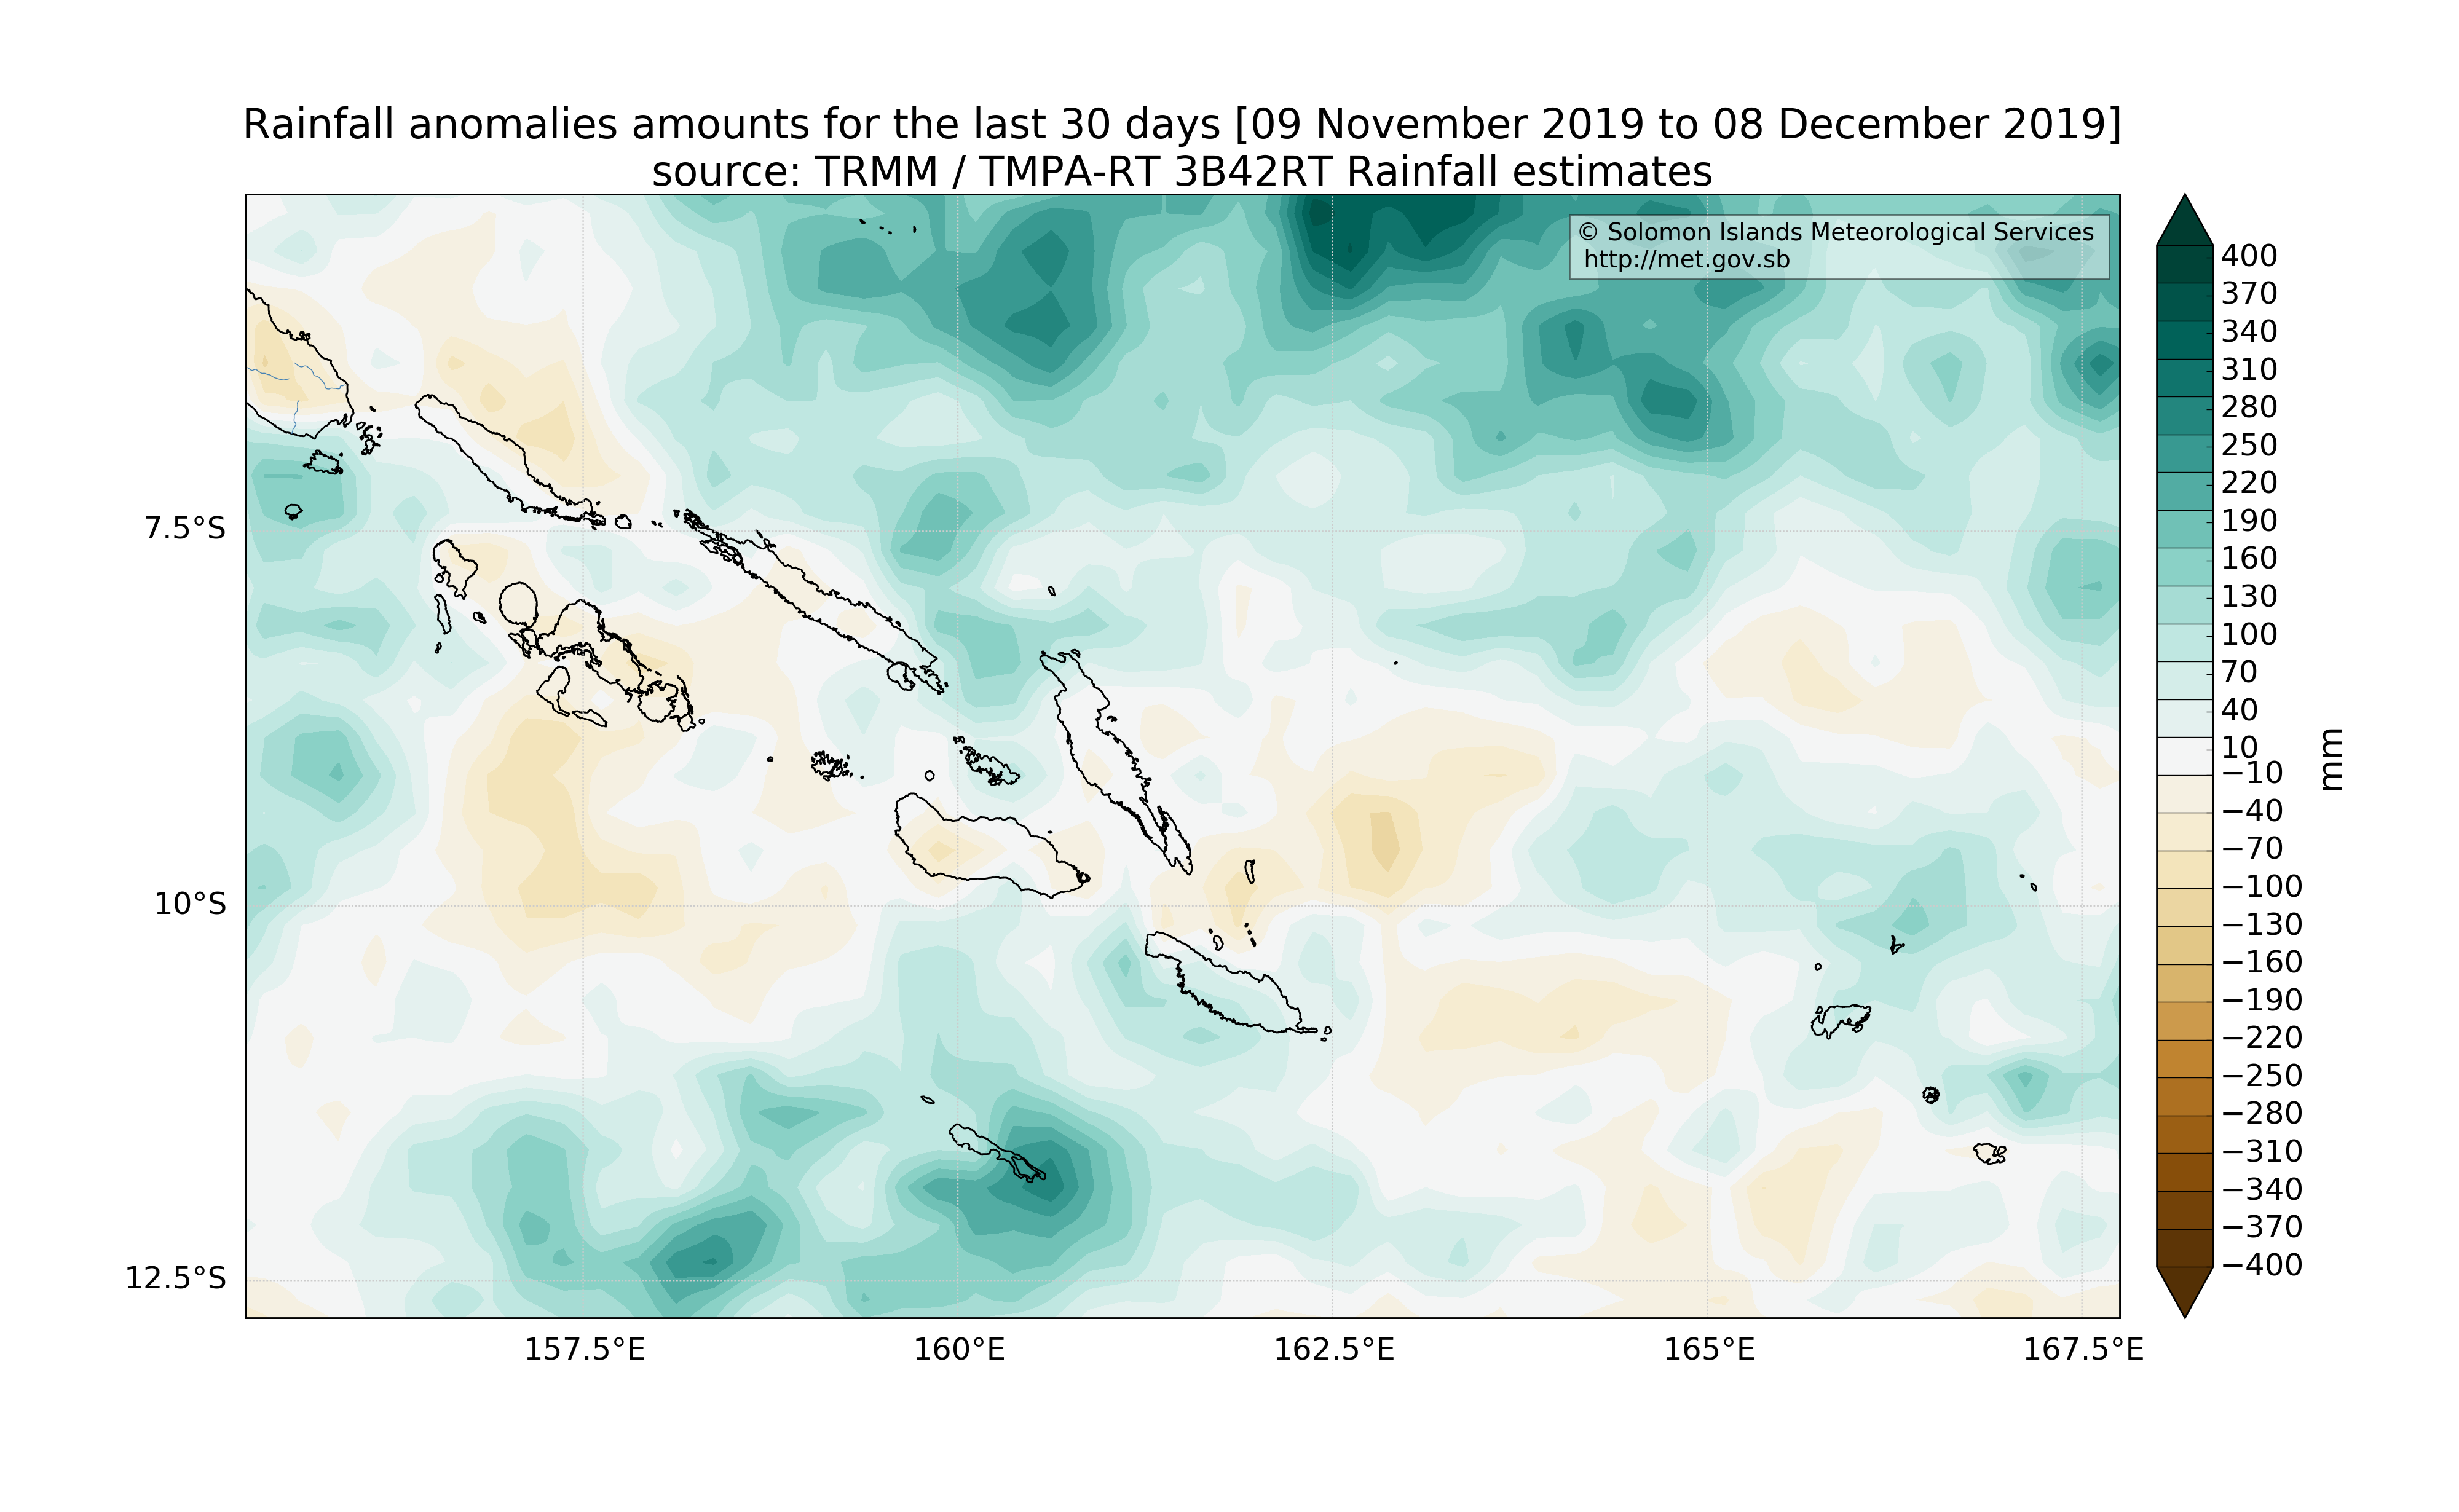 Rainfall anomalies amounts for the last 30 days [09 November 2019 to 08 December 2019]
source: TRMM / TMPA-RT 3B42RT Rainfall estimates
© Solomon Islands Meteorological Services
http://met.gov.sb
7.5°S
10°S
12.5°S
157.5°E
160°E
162.5°E
165°E
167.5°E
400
370
340
310
280
250
220
190
160
130
100
70
40
10
−10
−40
−70
−100
−130
−160
−190
−220
−250
−280
−310
−340
−370
−400
mm